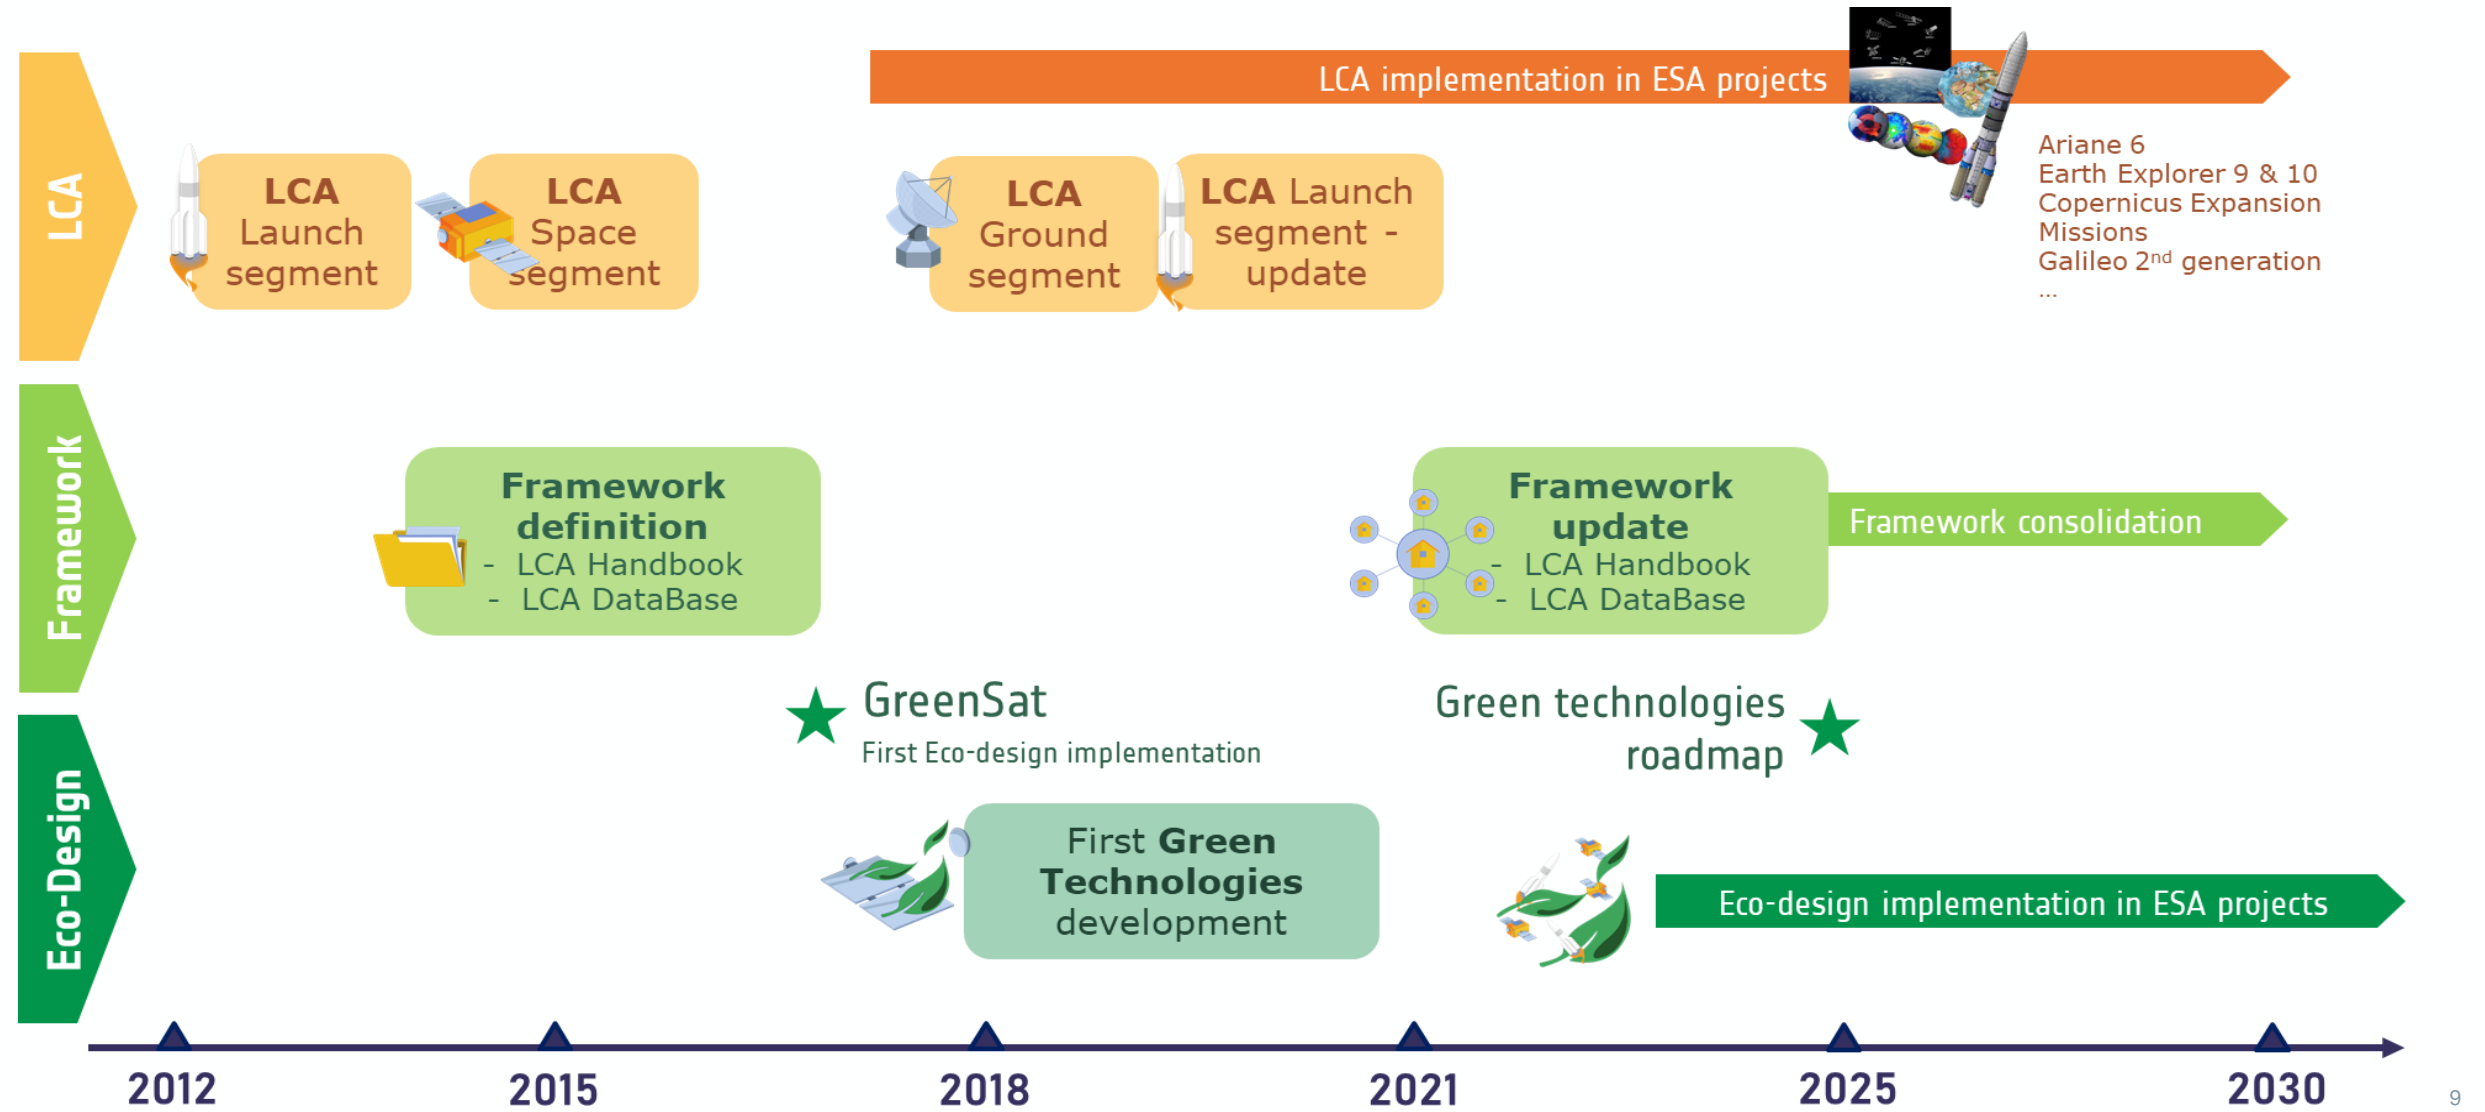 LCA implementation in ESA projects
LCA
LCA
Launch
segment
LCA
Space
segment
LCA
Ground
segment
LCA Launch
segment -
update
Ariane 6
Earth Explorer 9 & 10
Copernicus Expansion
Missions
Galileo 2nd generation
...
Framework
Framework
definition
- LCA Handbook
- LCA DataBase
Framework
update
- LCA Handbook
- LCA DataBase
Framework consolidation
Eco-Design
GreenSat
First Eco-design implementation
Green technologies
roadmap
First Green
Technologies
development
Eco-design implementation in ESA projects
2012
2015
2018
2021
2025
2030
9